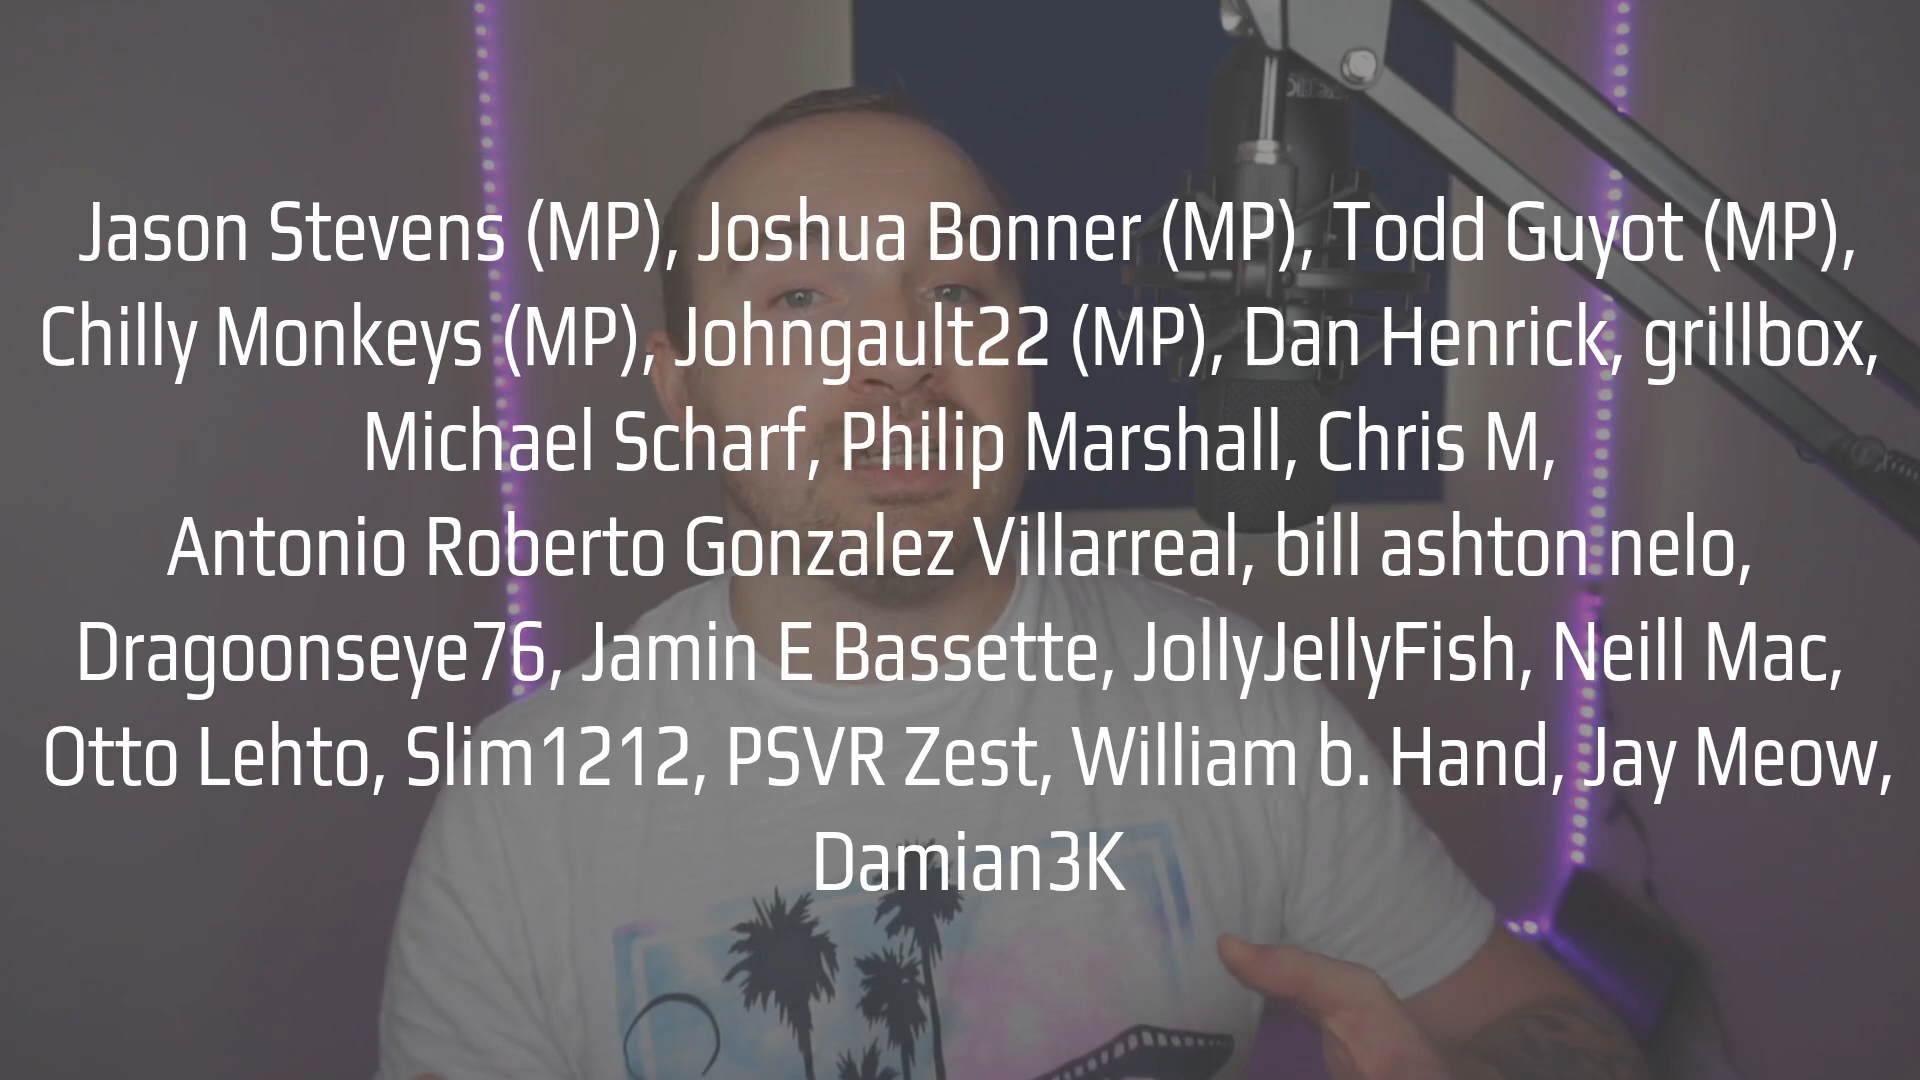 Jason Stevens (MP), Joshua Bonner (MP), Todd Guyot (MP),
Chilly Monkeys (MP), Johngault22 (MP), Dan Henrick, grillbox,
Michael Scharf, Philip Marshall, Chris M,
Antonio Roberto Gonzalez Villarreal, bill ashton nelo,
Dragoonseye76, Jamin E Bassette, JollyJellyFish, Neill Mac,
Otto Lehto, Slim1212, PSVR Zest, William b. Hand, Jay Meow,
Damian3K